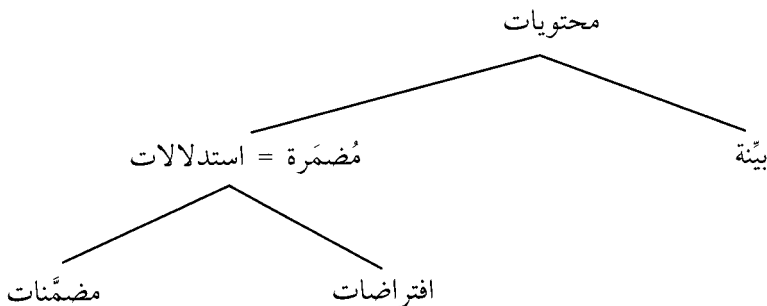 محتويات
بيِّنة
مُضمَرة = استدلالات
افتراضات
مضمَّنات